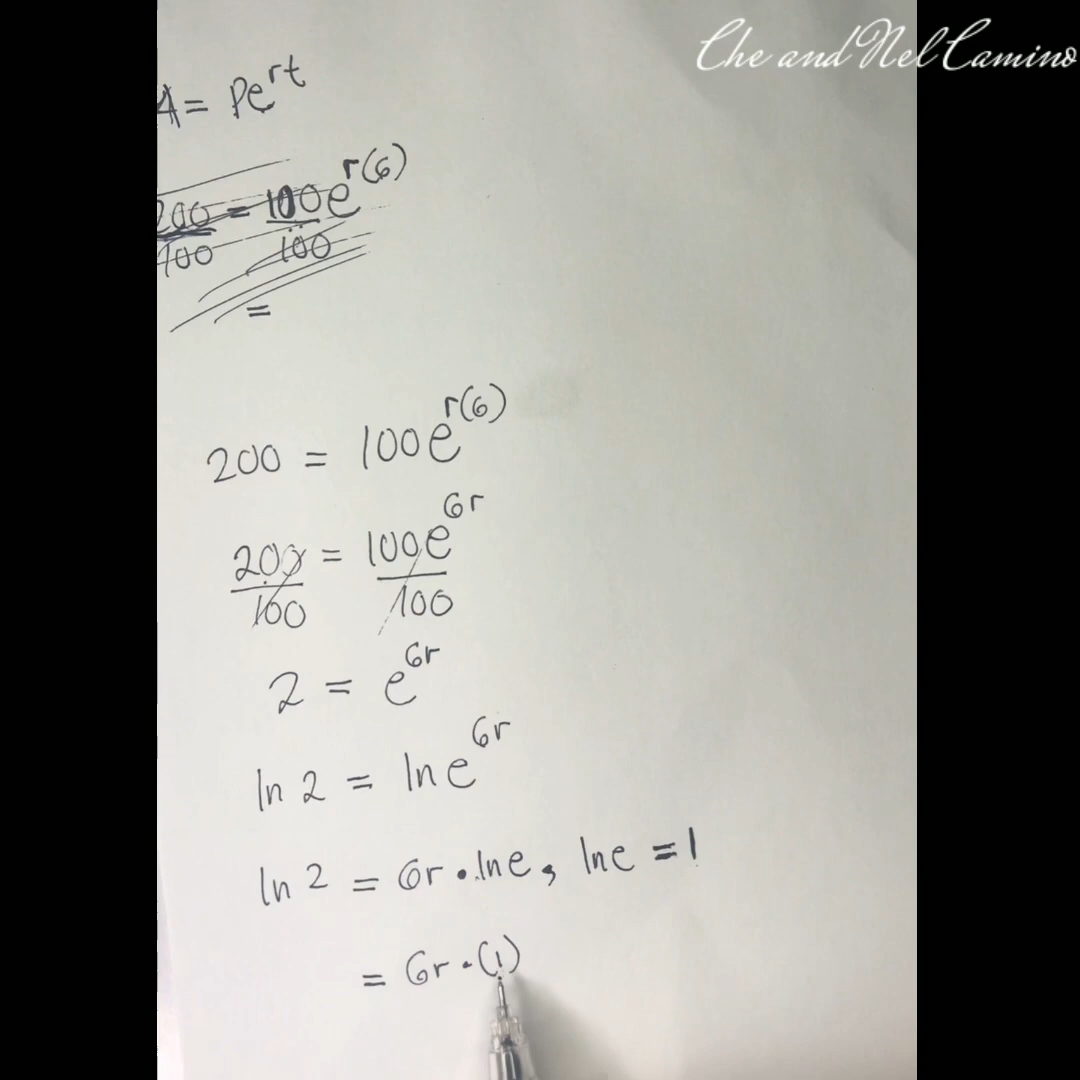 Che and Nel Camino
A = Pe^rt
200/100 = 100e^r(6)/100
=
200 = 100e^r(6)
200/100 = 100e^6r/100
2 = e^6r
ln 2 = ln e^6r
ln 2 = 6r · ln e, ln e = 1
= 6r · (1)